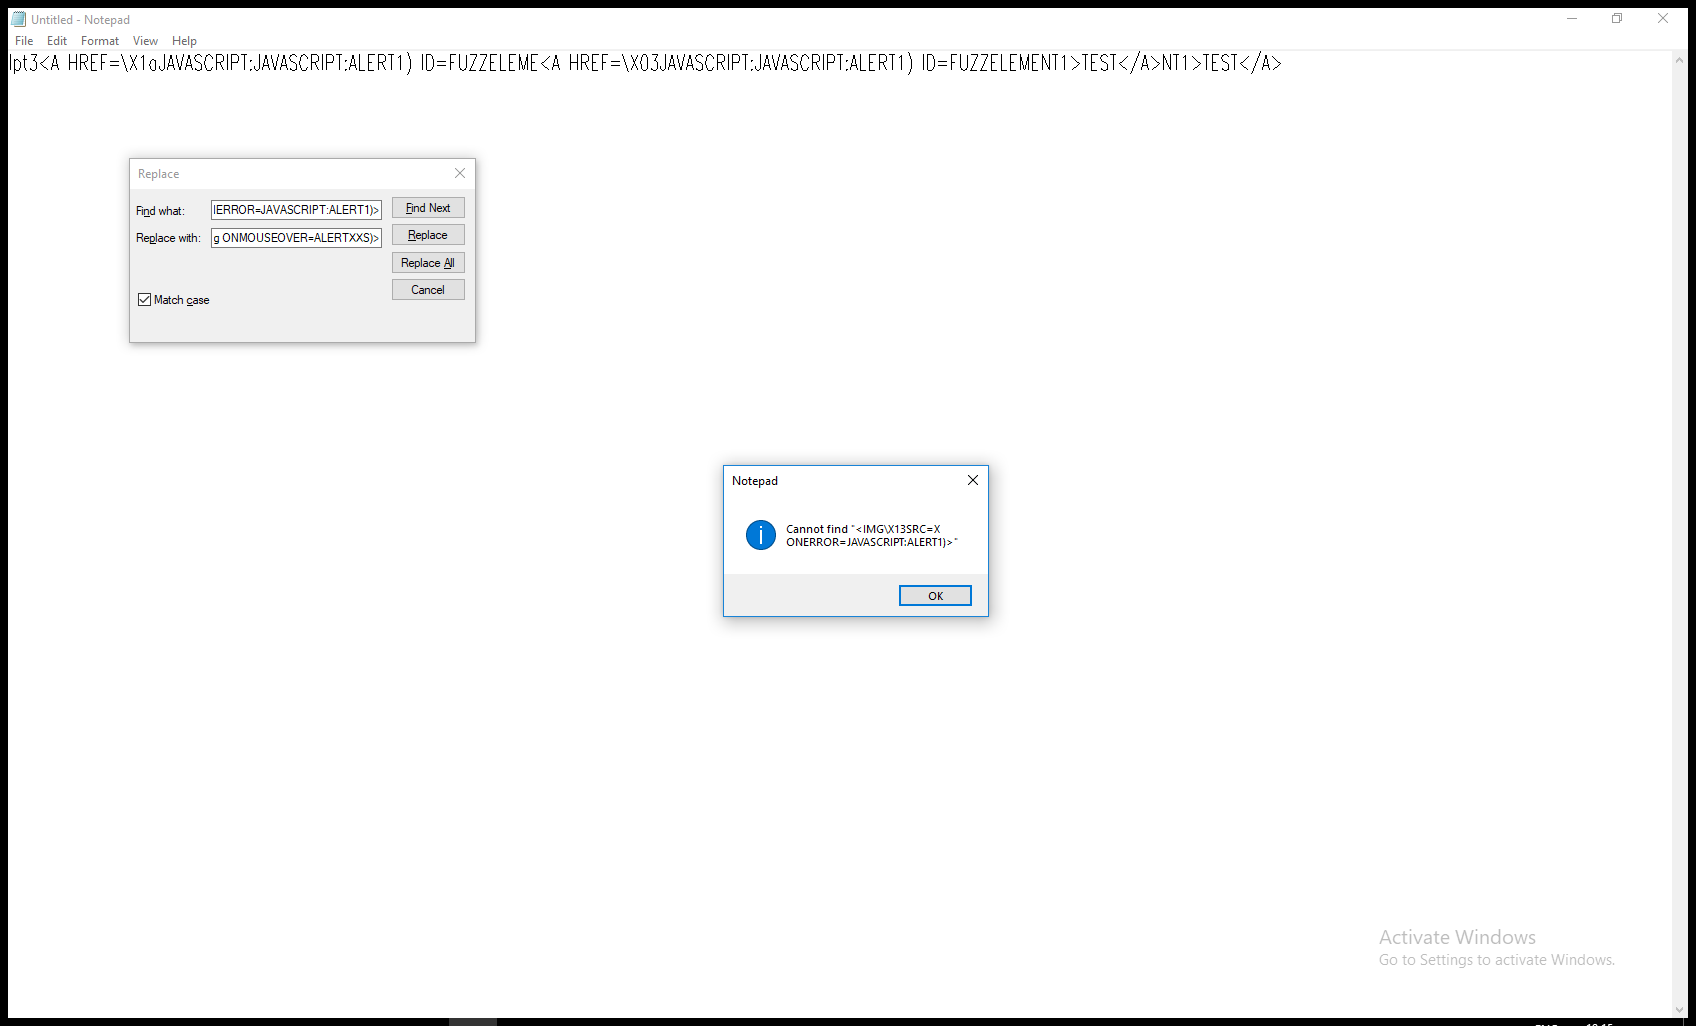 Untitled - Notepad
File Edit Format View Help
lpt3<A HREF=\X1oJAVASCRIPT:JAVASCRIPT:ALERT1) ID=FUZZELEME<A HREF=\X03JAVASCRIPT:JAVASCRIPT:ALERT1) ID=FUZZELEMENT1>TEST</A>NT1>TEST</A>
Replace
Find what: IERROR=JAVASCRIPT:ALERT1)> Find Next
Replace with: g ONMOUSEOVER=ALERTXXS)> Replace
Replace All
Cancel
Match case
Notepad
Cannot find "<IMG\X13SRC=X
ONERROR=JAVASCRIPT:ALERT1)>"
OK
Activate Windows
Go to Settings to activate Windows.